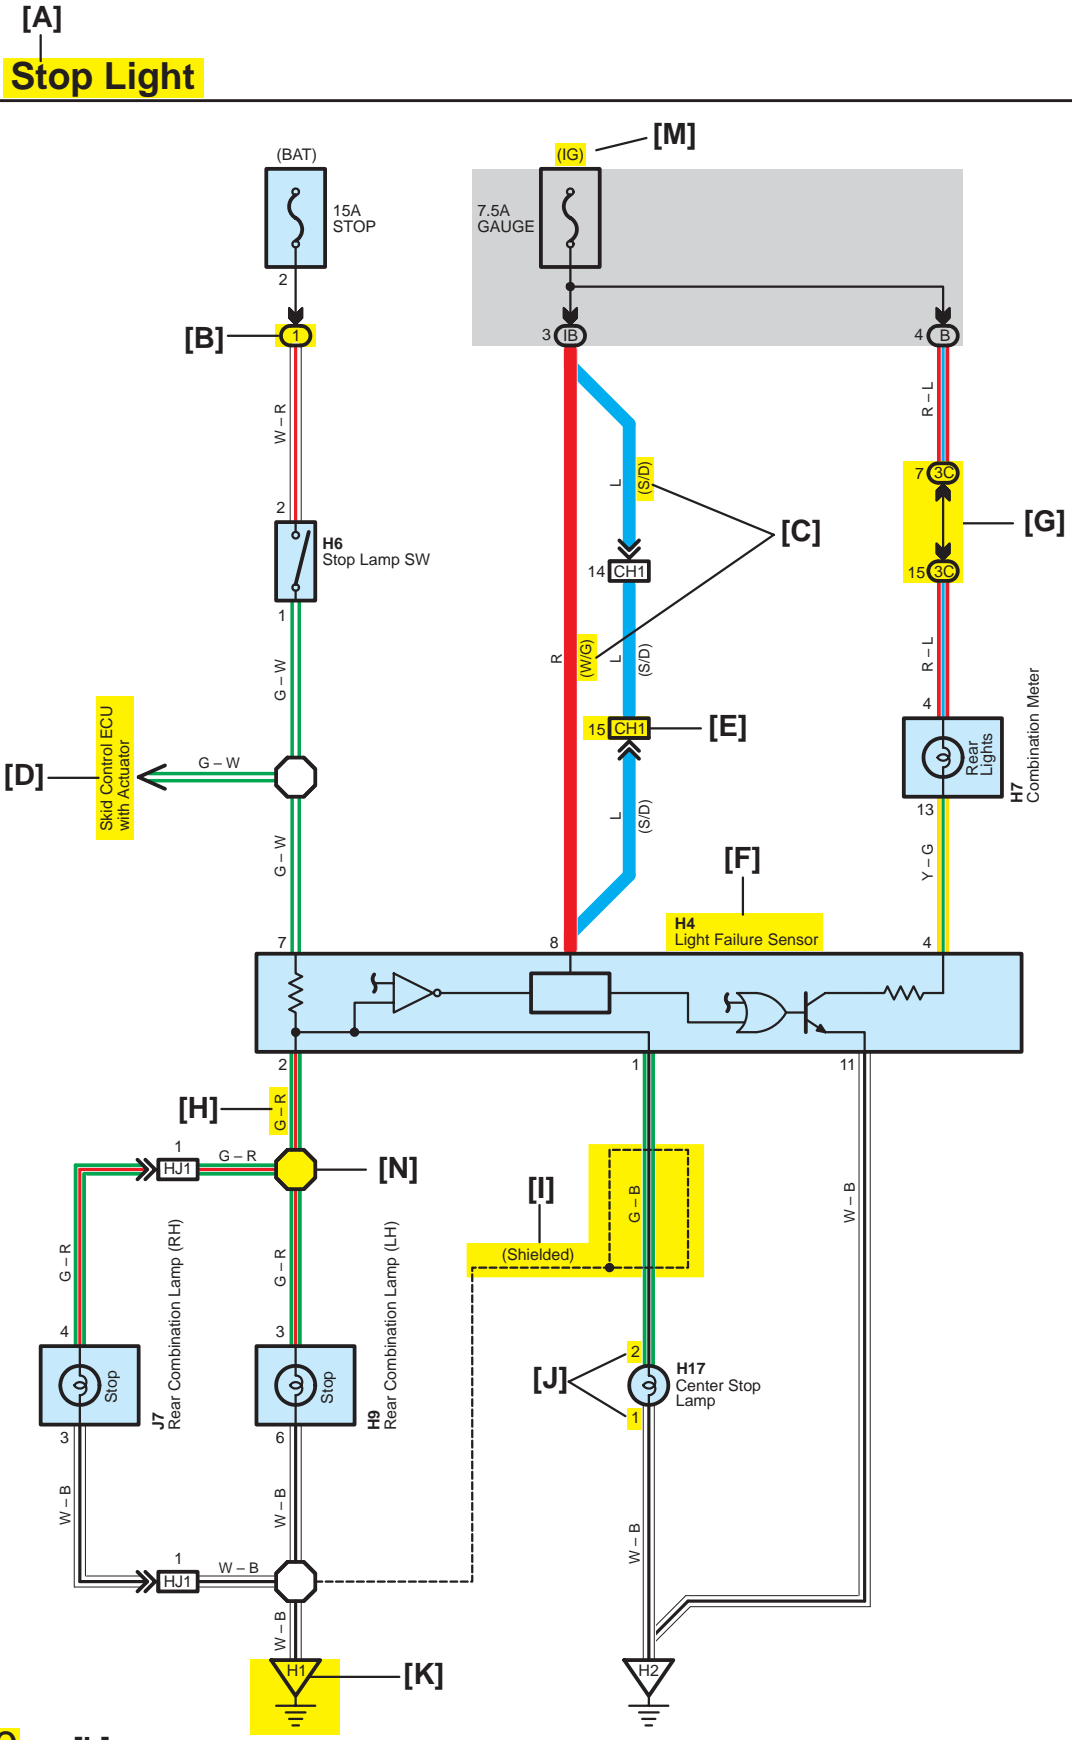 [A]
Stop Light
[M]
(BAT)
(IG)
15A
STOP
7.5A
GAUGE
2
[B]
1
3
IB
4
B
W – R
R – L
L
(S/D)
[C]
7
3C
[G]
2
H6
Stop Lamp SW
14
CH1
15
3C
1
G – W
R
(W/G)
L
(S/D)
R – L
4
15
CH1
[E]
Rear
Lights
H7
Combination Meter
[D]
Skid Control ECU
with Actuator
G – W
13
G – W
L
(S/D)
Y – G
[F]
H4
Light Failure Sensor
7
8
4
2
1
11
[H]
G – R
1
HJ1
G – R
[N]
[I]
G – B
W – B
(Shielded)
G – R
J7
Rear Combination Lamp (RH)
G – R
H9
Rear Combination Lamp (LH)
4
3
Stop
Stop
[J]
2
1
H17
Center Stop
Lamp
3
6
W – B
W – B
W – B
1
HJ1
W – B
W – B
H1
[K]
H2